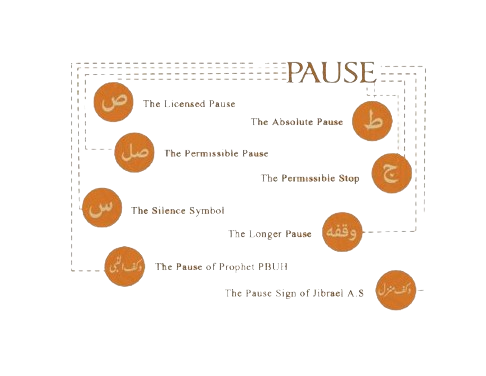 PAUSE
ص The Licensed Pause
The Absolute Pause ط
صل The Permissible Pause
The Permissible Stop ج
س The Silence Symbol
The Longer Pause وقفه
وقف النبی The Pause of Prophet PBUH
The Pause Sign of Jibrael A.S وقف منزل